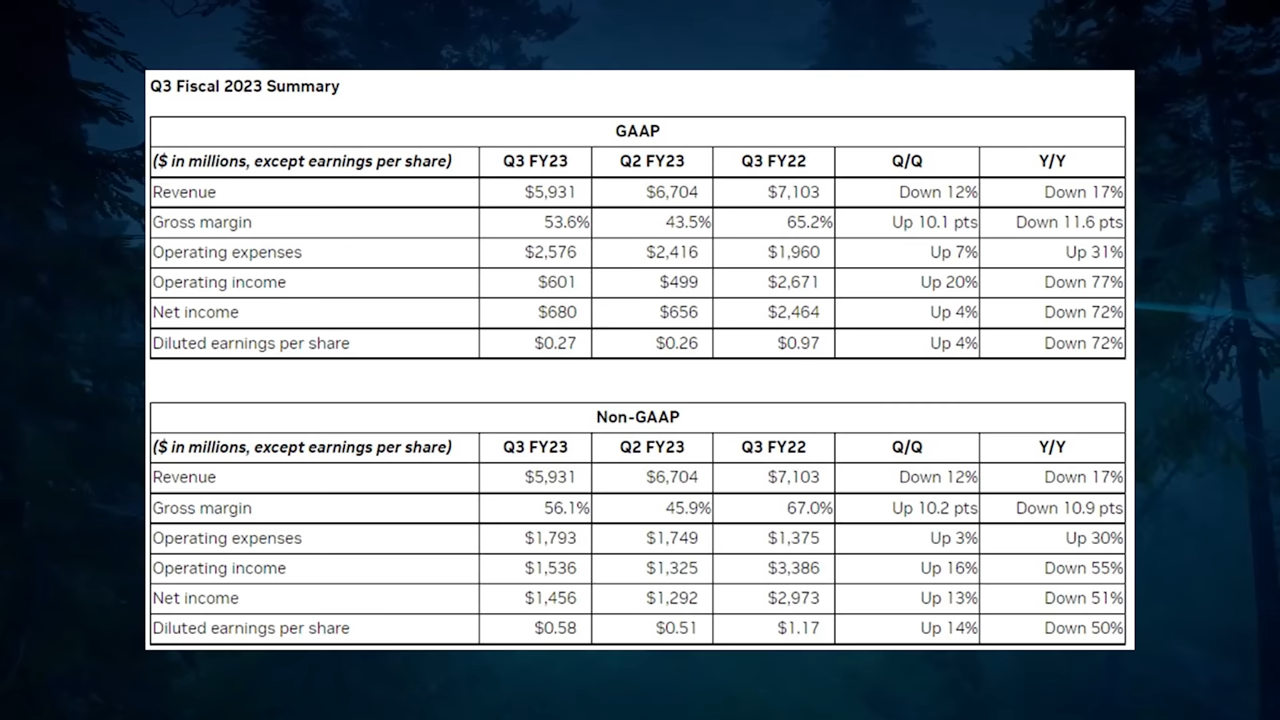 Q3 Fiscal 2023 Summary
GAAP
($ in millions, except earnings per share) Q3 FY23 Q2 FY23 Q3 FY22 Q/Q Y/Y
Revenue $5,931 $6,704 $7,103 Down 12% Down 17%
Gross margin 53.6% 43.5% 65.2% Up 10.1 pts Down 11.6 pts
Operating expenses $2,576 $2,416 $1,960 Up 7% Up 31%
Operating income $601 $499 $2,671 Up 20% Down 77%
Net income $680 $656 $2,464 Up 4% Down 72%
Diluted earnings per share $0.27 $0.26 $0.97 Up 4% Down 72%
Non-GAAP
($ in millions, except earnings per share) Q3 FY23 Q2 FY23 Q3 FY22 Q/Q Y/Y
Revenue $5,931 $6,704 $7,103 Down 12% Down 17%
Gross margin 56.1% 45.9% 67.0% Up 10.2 pts Down 10.9 pts
Operating expenses $1,793 $1,749 $1,375 Up 3% Up 30%
Operating income $1,536 $1,325 $3,386 Up 16% Down 55%
Net income $1,456 $1,292 $2,973 Up 13% Down 51%
Diluted earnings per share $0.58 $0.51 $1.17 Up 14% Down 50%